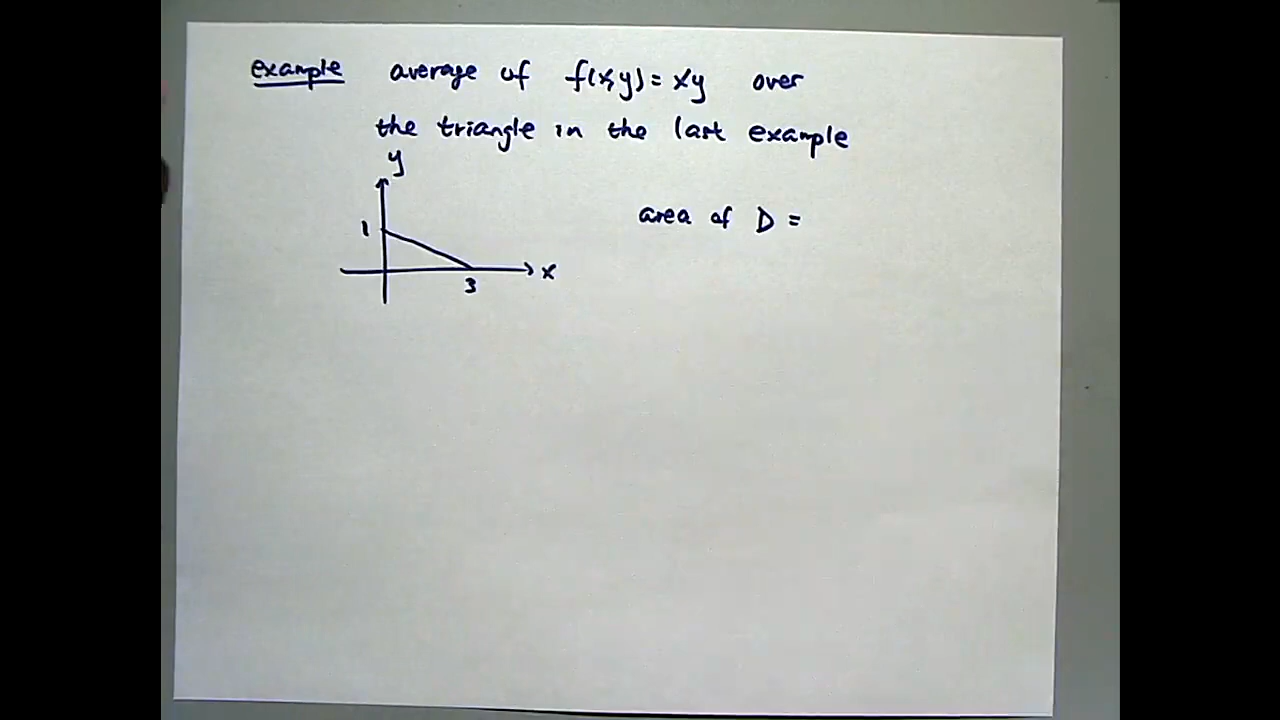 example average of f(x,y) = xy over
the triangle in the last example
y
1
area of D =
x
3